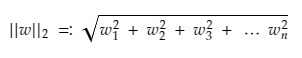 ||w||₂ =: √(w₁² + w₂² + w₃² + … wₙ²)